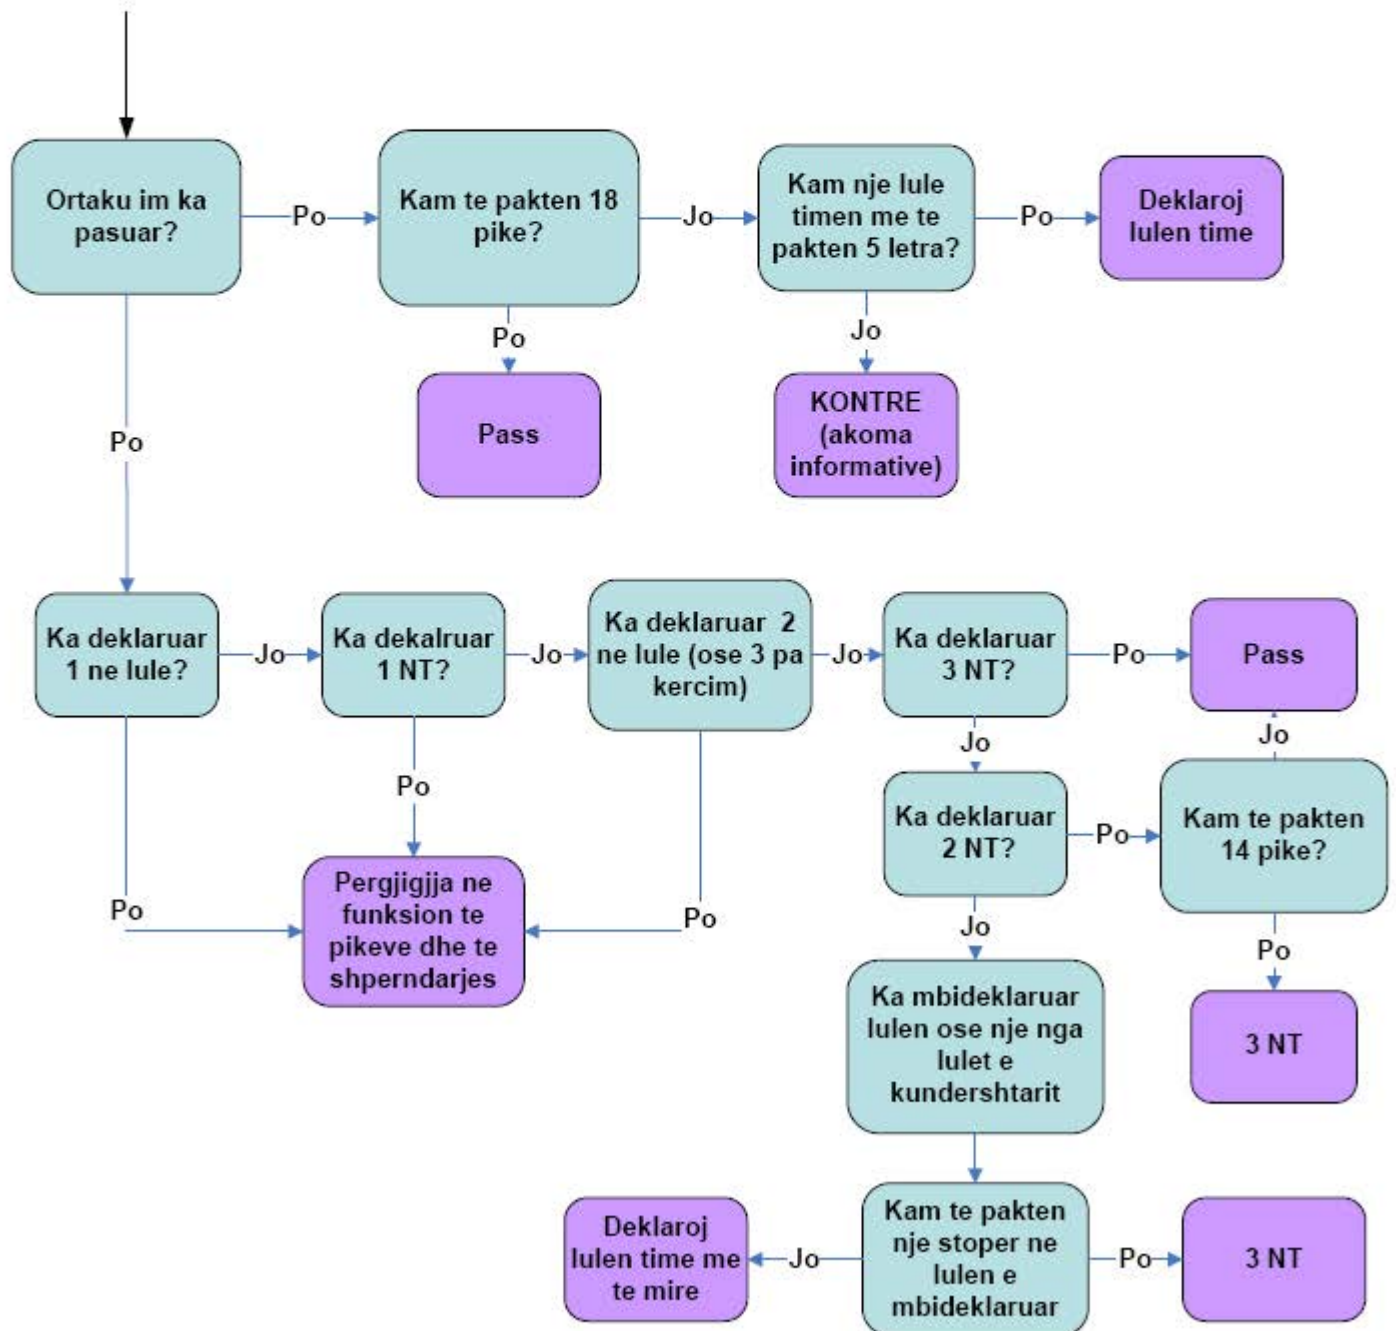 Ortaku im ka
pasuar?
Po
Kam te pakten 18
pike?
Jo
Kam nje lule
timen me te
pakten 5 letra?
Po
Deklaroj
lulen time
Po
Pass
Jo
KONTRE
(akoma
informative)
Po
Ka deklaruar
1 ne lule?
Jo
Ka dekalruar
1 NT?
Jo
Ka deklaruar 2
ne lule (ose 3 pa
kercim)
Jo
Ka deklaruar
3 NT?
Po
Pass
Jo
Jo
Po
Ka deklaruar
2 NT?
Po
Kam te pakten
14 pike?
Po
Pergjigjja ne
funksion te
pikeve dhe te
shperndarjes
Po
Jo
Po
Ka mbideklaruar
lulen ose nje nga
lulet e
kundershtarit
3 NT
Deklaroj
lulen time me
te mire
Jo
Kam te pakten
nje stoper ne
lulen e
mbideklaruar
Po
3 NT